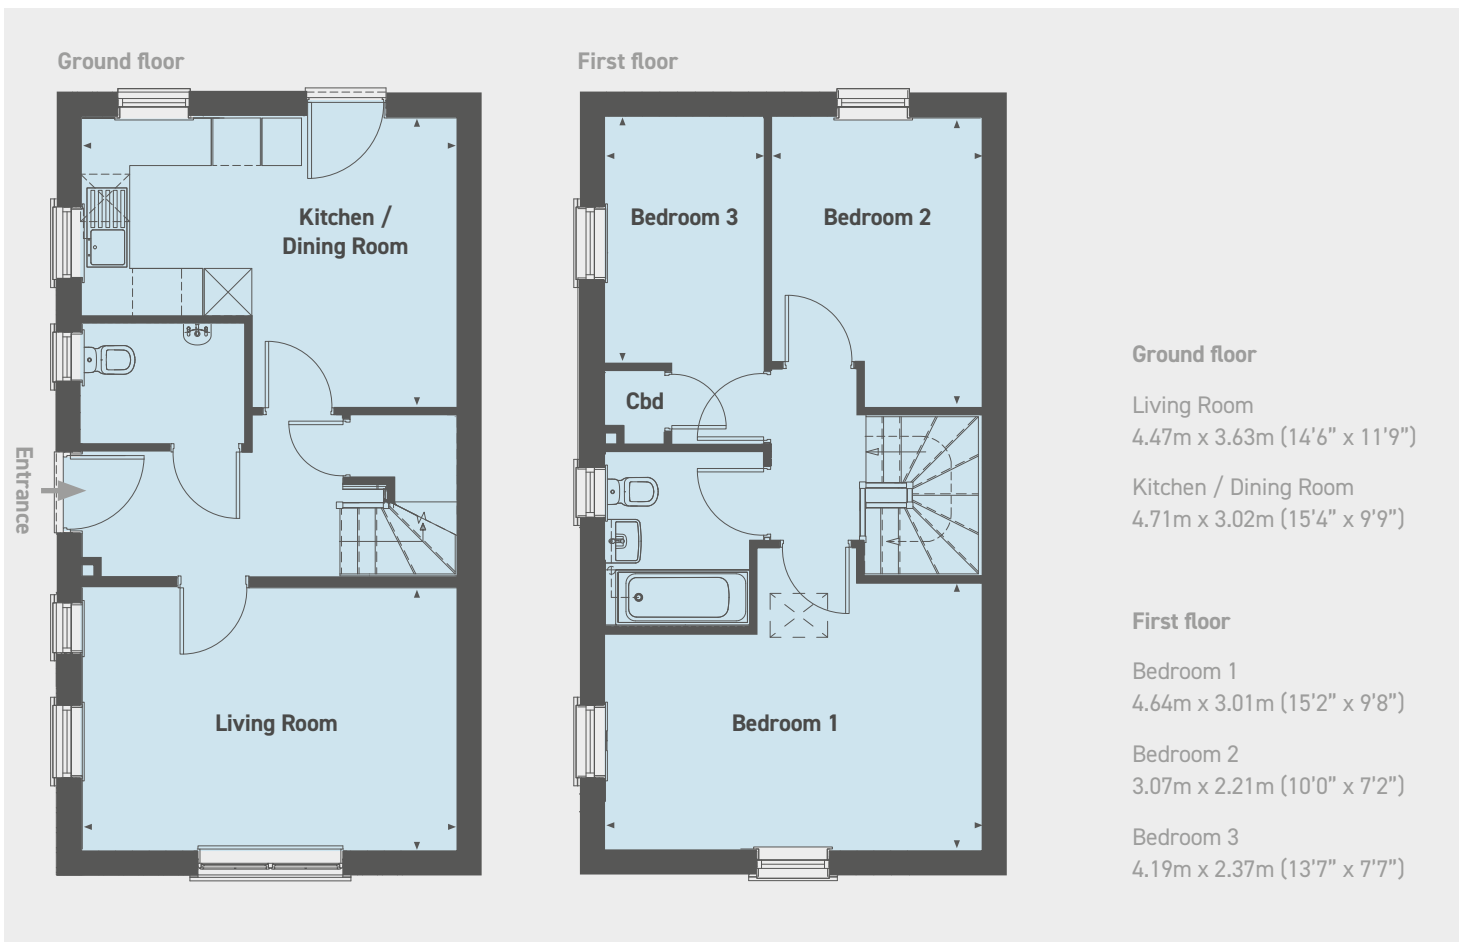 Ground floor
First floor
Kitchen /
Dining Room
Bedroom 3
Bedroom 2
Cbd
Entrance
Living Room
Bedroom 1
Ground floor
Living Room
4.47m x 3.63m (14’6” x 11’9”)
Kitchen / Dining Room
4.71m x 3.02m (15’4” x 9’9”)
First floor
Bedroom 1
4.64m x 3.01m (15’2” x 9’8”)
Bedroom 2
3.07m x 2.21m (10’0” x 7’2”)
Bedroom 3
4.19m x 2.37m (13’7” x 7’7”)